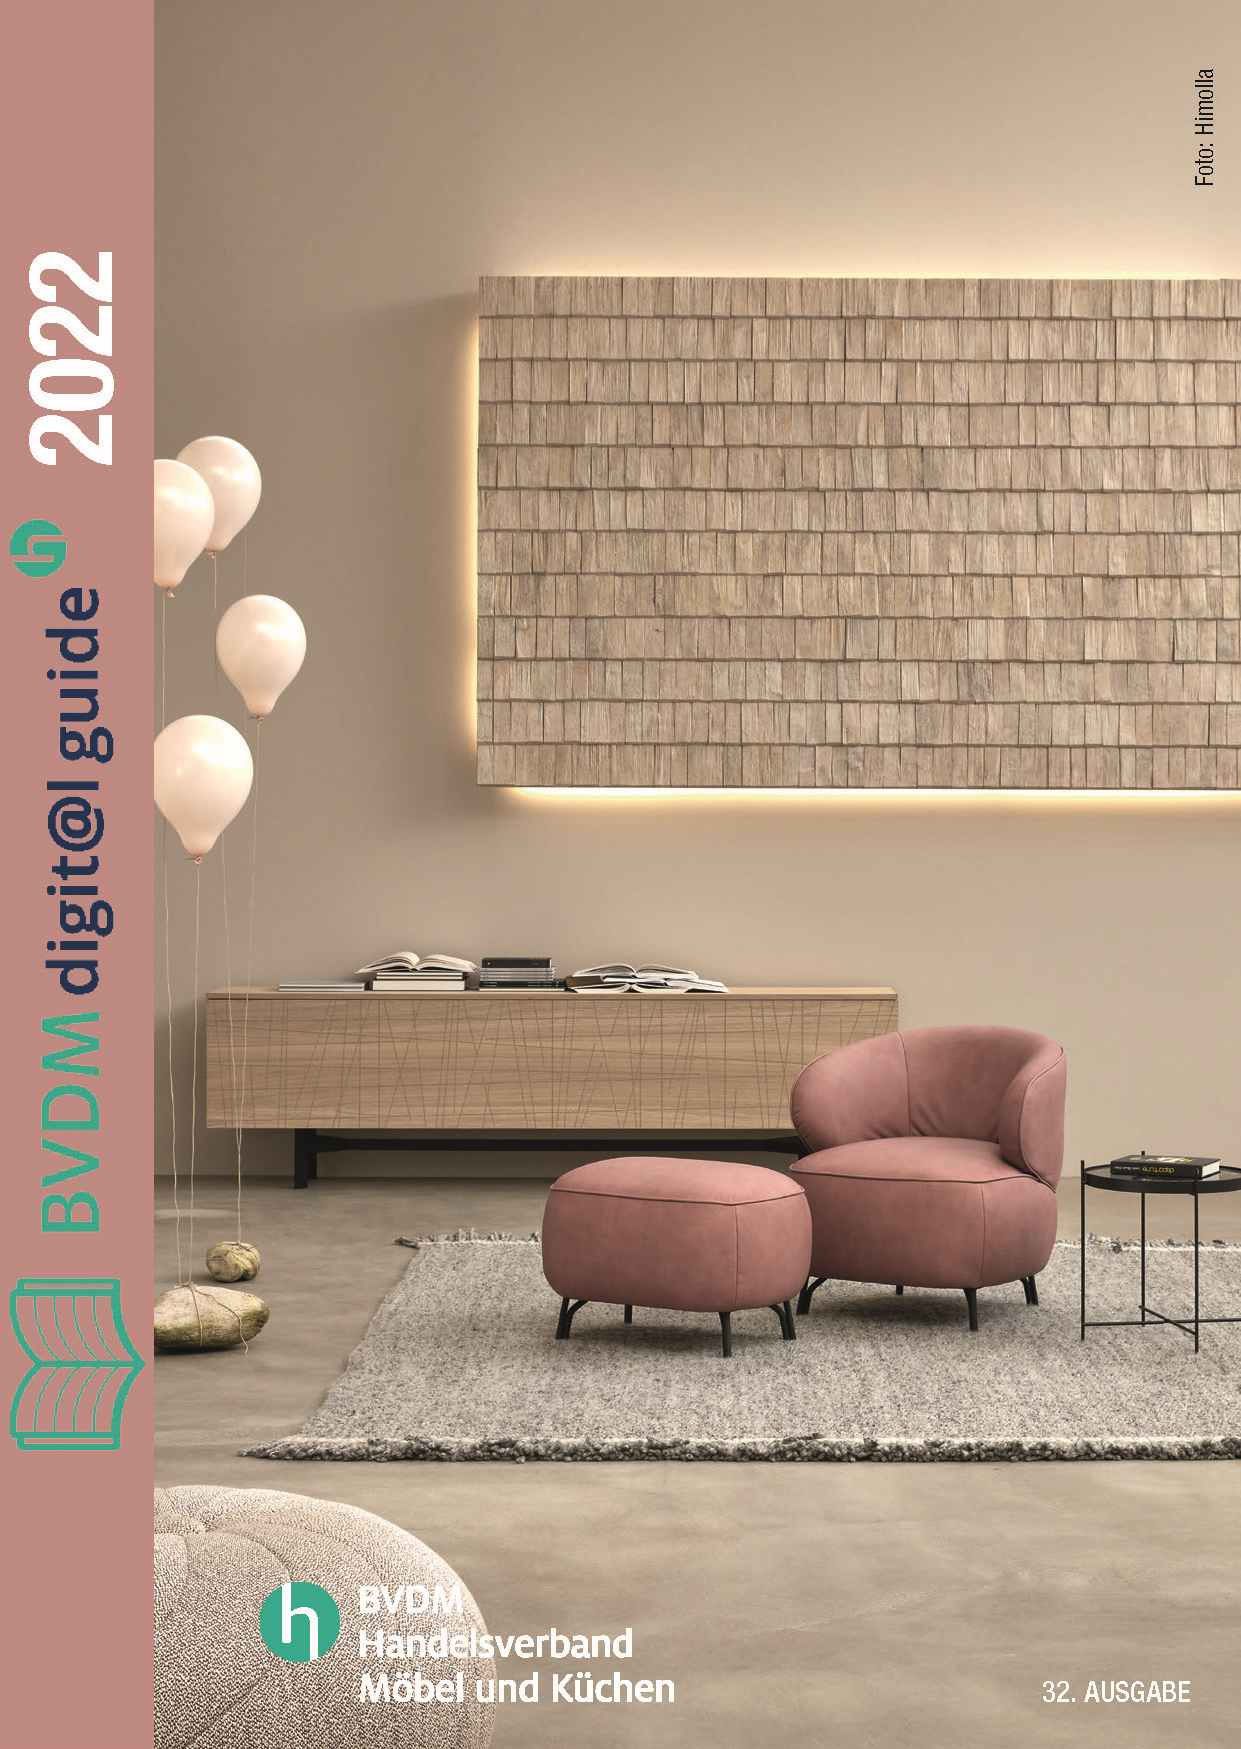 Foto: Himolla
BVDM digit@l guide
2022
BVDM
Handelsverband
Möbel und Küchen
32. AUSGABE